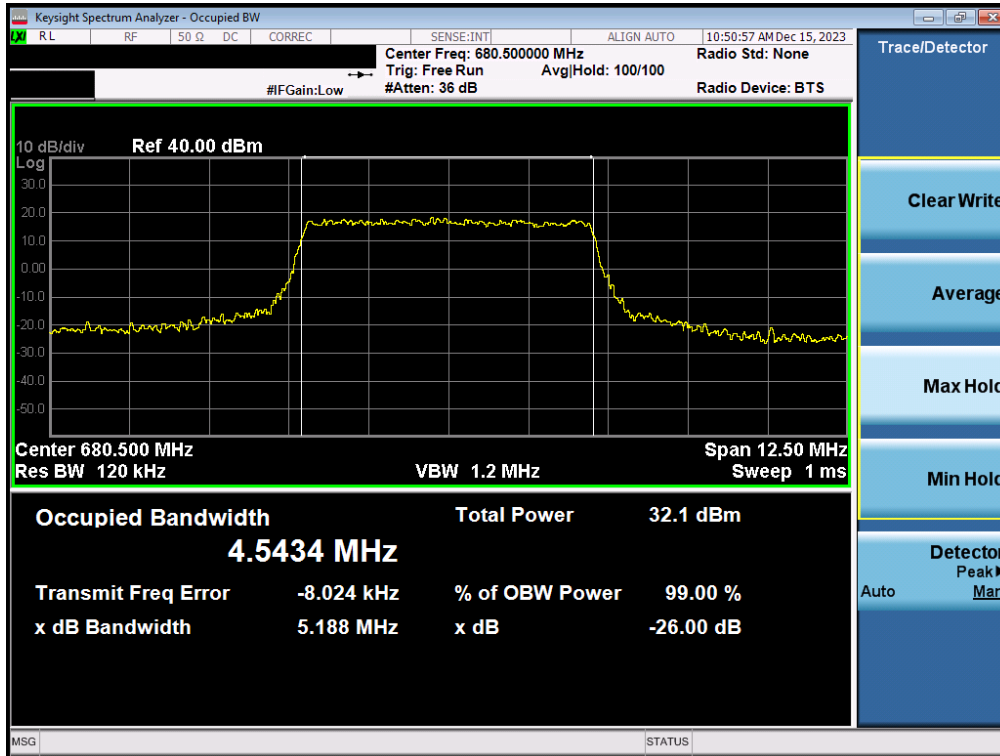 Keysight Spectrum Analyzer - Occupied BW
LXI RL RF 50 Ω DC CORREC SENSE:INT ALIGN AUTO 10:50:57 AM Dec 15, 2023
Center Freq: 680.500000 MHz Radio Std: None
Trig: Free Run Avg|Hold: 100/100
#IFGain:Low #Atten: 36 dB Radio Device: BTS
10 dB/div Ref 40.00 dBm
Log
30.0
20.0
10.0
0.00
-10.0
-20.0
-30.0
-40.0
-50.0
Center 680.500 MHz Span 12.50 MHz
Res BW 120 kHz VBW 1.2 MHz Sweep 1 ms
Occupied Bandwidth Total Power 32.1 dBm
4.5434 MHz
Transmit Freq Error -8.024 kHz % of OBW Power 99.00 %
x dB Bandwidth 5.188 MHz x dB -26.00 dB
MSG STATUS
Trace/Detector
Clear Write
Average
Max Hold
Min Hold
Detector
Peak
Auto Man